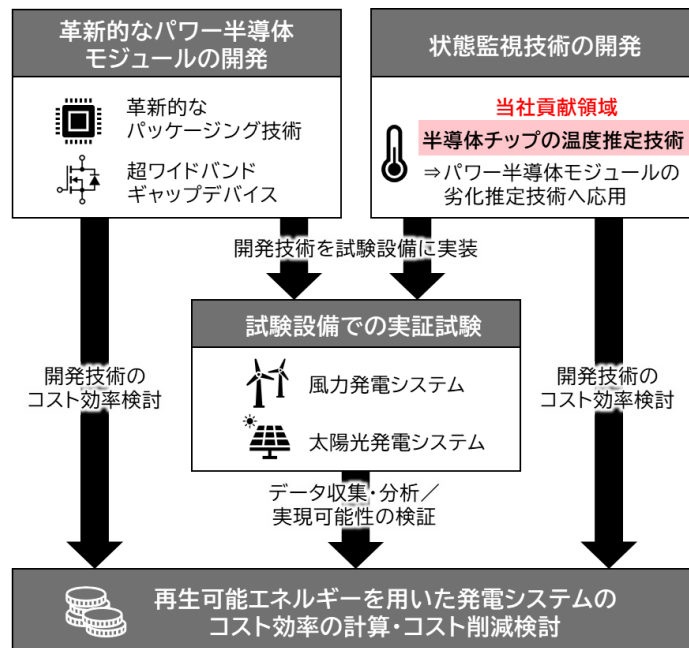 革新的なパワー半導体
モジュールの開発
革新的な
パッケージング技術
超ワイドバンド
ギャップデバイス
状態監視技術の開発
当社貢献領域
半導体チップの温度推定技術
⇒パワー半導体モジュールの
劣化推定技術へ応用
開発技術を試験設備に実装
試験設備での実証試験
風力発電システム
太陽光発電システム
開発技術の
コスト効率検討
開発技術の
コスト効率検討
データ収集・分析／
実現可能性の検証
再生可能エネルギーを用いた発電システムの
コスト効率の計算・コスト削減検討